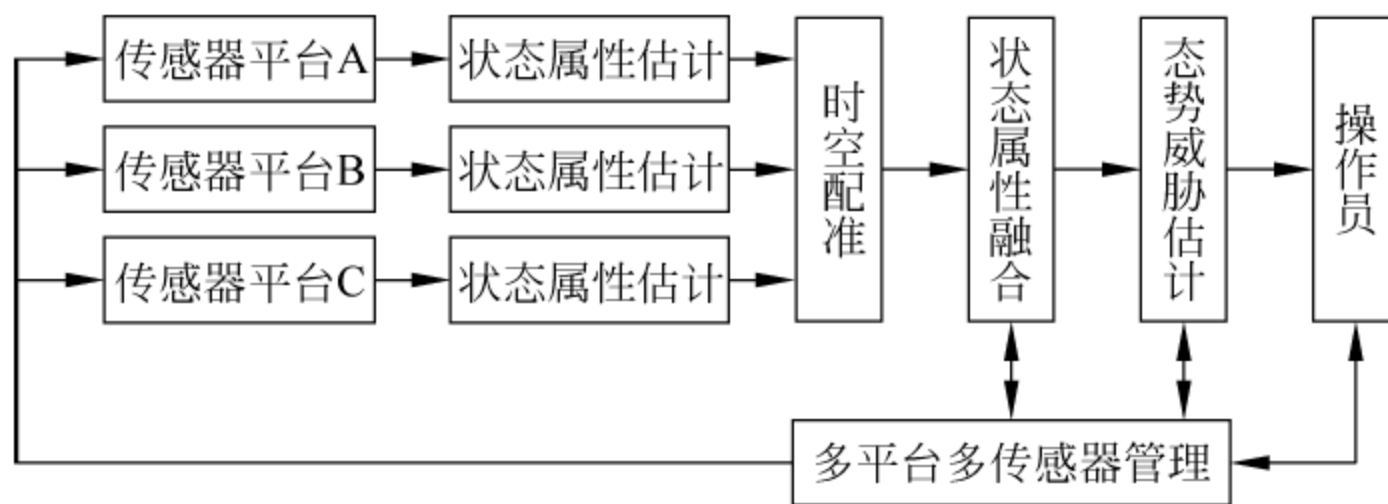 传感器平台A
状态属性估计
传感器平台B
状态属性估计
传感器平台C
状态属性估计
时空配准
状态属性融合
态势威胁估计
操作员
多平台多传感器管理